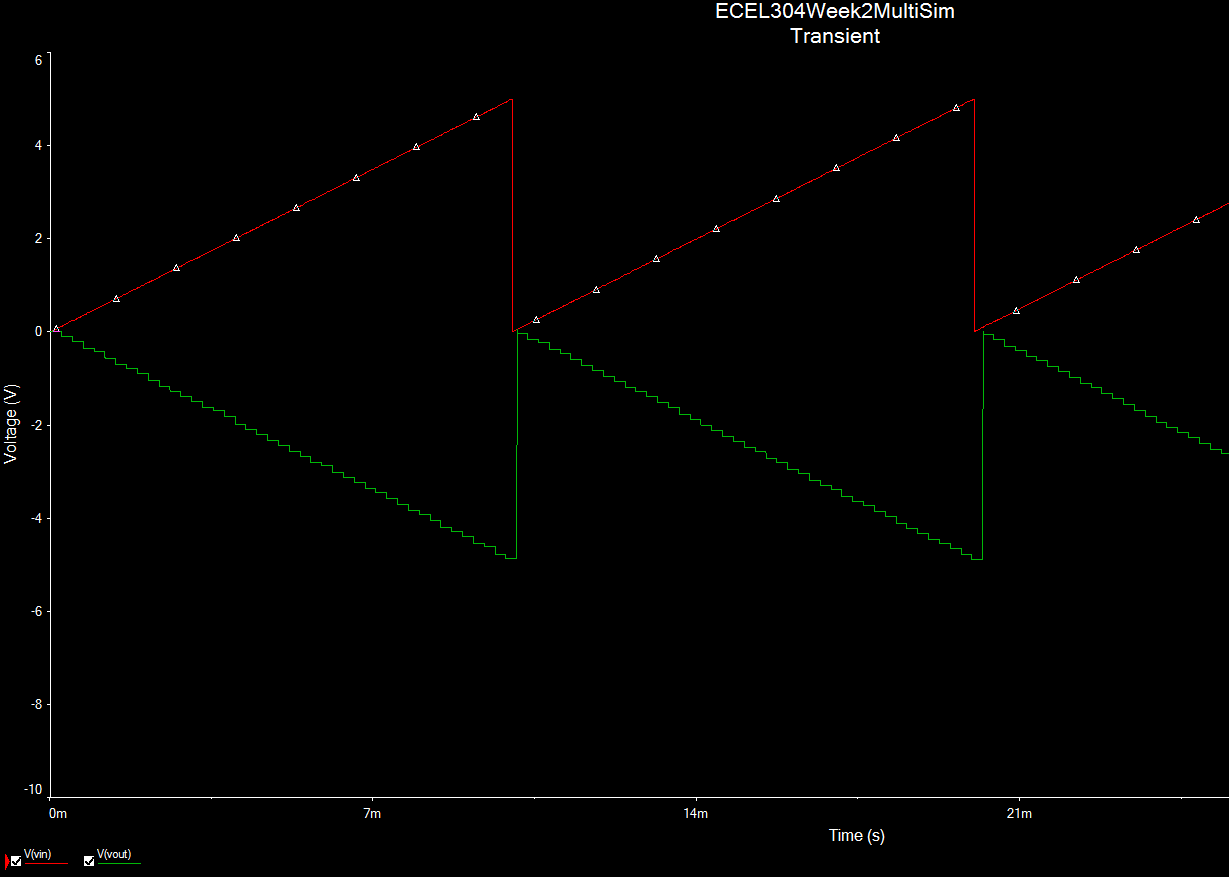 ECEL304Week2MultiSim
Transient
6
4
2
0
-2
-4
-6
-8
-10
Voltage (V)
0m 7m 14m 21m
Time (s)
V(vin) V(vout)